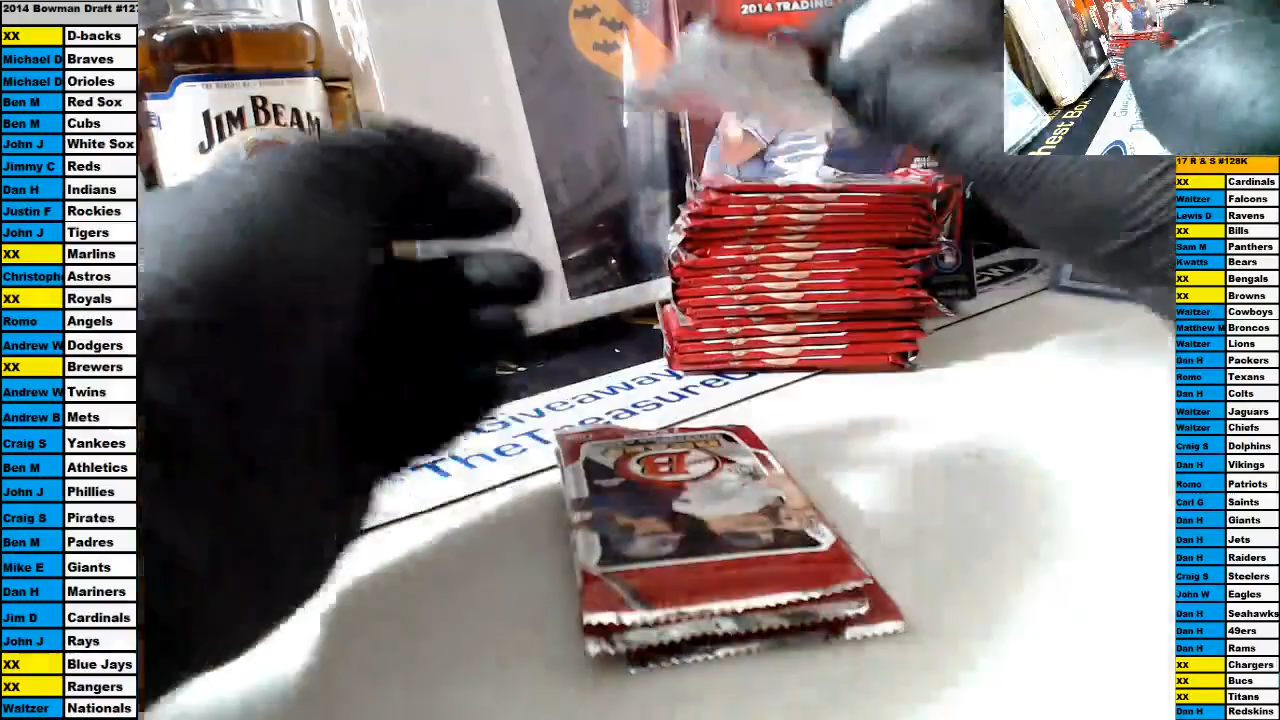 2014 Bowman Draft #127
XX D-backs
Michael D Braves
Michael D Orioles
Ben M Red Sox
Ben M Cubs
John J White Sox
Jimmy C Reds
Dan H Indians
Justin F Rockies
John J Tigers
XX Marlins
Christoph Astros
XX Royals
Romo Angels
Andrew W Dodgers
XX Brewers
Andrew W Twins
Andrew B Mets
Craig S Yankees
Ben M Athletics
John J Phillies
Craig S Pirates
Ben M Padres
Mike E Giants
Dan H Mariners
Jim D Cardinals
John J Rays
XX Blue Jays
XX Rangers
Waltzer Nationals
JIM BEAM
2014 TRADING
Giveaway
TheTreasured
B
hest Box
17 R & S #128K
XX Cardinals
Waltzer Falcons
Lewis D Ravens
XX Bills
Sam M Panthers
Kwatts Bears
XX Bengals
XX Browns
Waltzer Cowboys
Matthew M Broncos
Waltzer Lions
Dan H Packers
Romo Texans
Dan H Colts
Waltzer Jaguars
Waltzer Chiefs
Craig S Dolphins
Dan H Vikings
Romo Patriots
Carl G Saints
Dan H Giants
Dan H Jets
Dan H Raiders
Craig S Steelers
John W Eagles
Dan H Seahawks
Dan H 49ers
Dan H Rams
XX Chargers
XX Bucs
XX Titans
Dan H Redskins